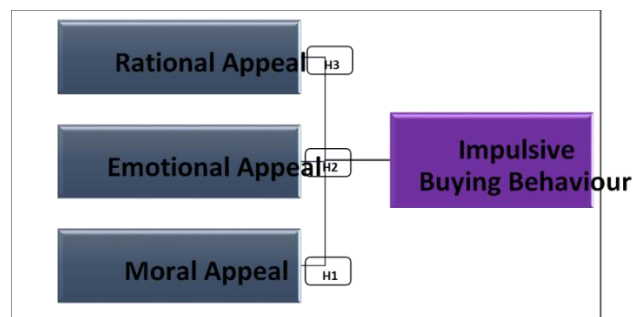 Rational Appeal
H3
Emotional Appeal
H2
Impulsive
Buying Behaviour
Moral Appeal
H1